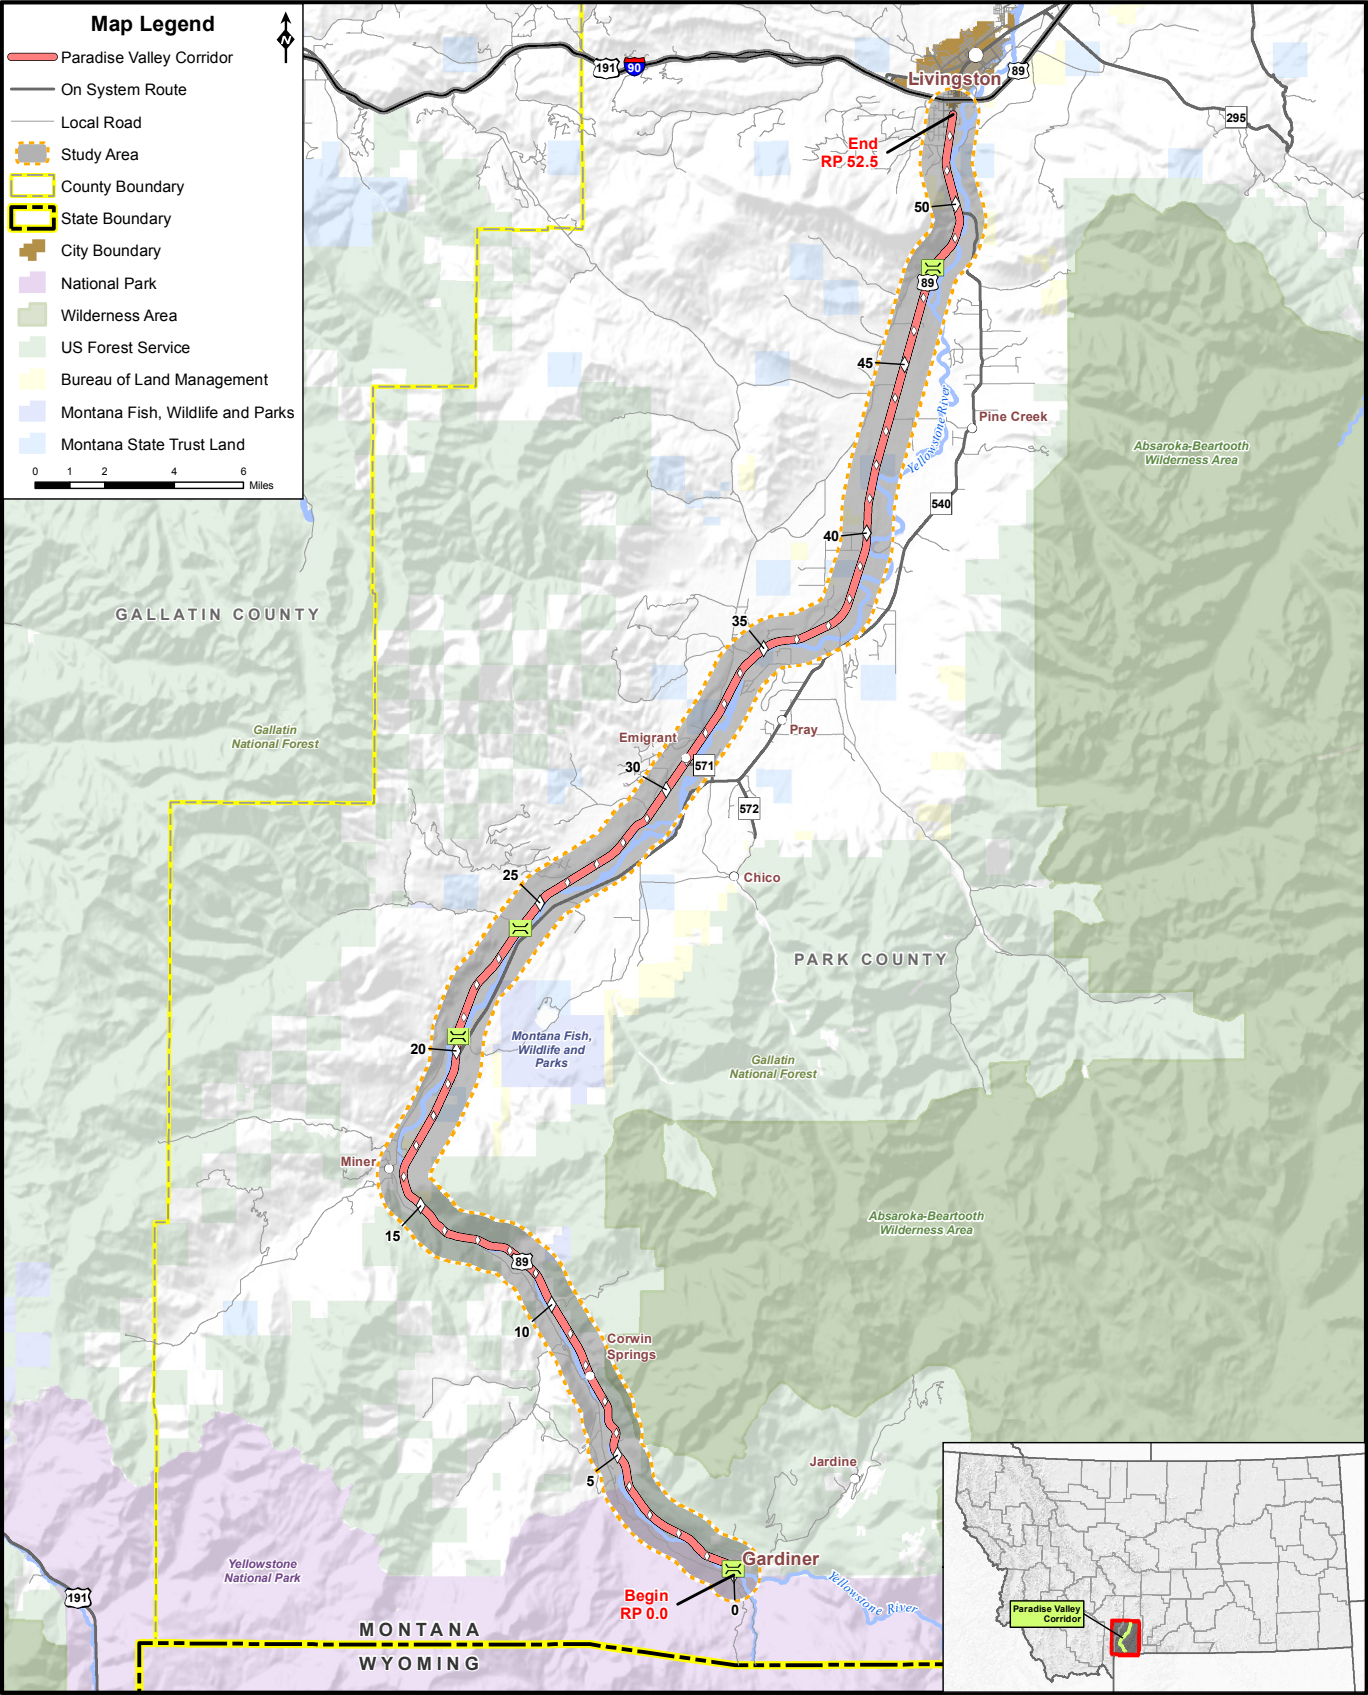 Map Legend
N
Paradise Valley Corridor
On System Route
Local Road
Study Area
County Boundary
State Boundary
City Boundary
National Park
Wilderness Area
US Forest Service
Bureau of Land Management
Montana Fish, Wildlife and Parks
Montana State Trust Land
0 1 2 4 6
Miles
191
90
Livingston
89
295
End
RP 52.5
50
89
45
Yellowstone River
Pine Creek
Absaroka-Beartooth
Wilderness Area
540
40
GALLATIN COUNTY
35
Gallatin
National Forest
Emigrant
Pray
30
571
572
25
Chico
PARK COUNTY
20
Montana Fish,
Wildlife and
Parks
Gallatin
National Forest
Miner
15
Absaroka-Beartooth
Wilderness Area
89
10
Corwin
Springs
5
Jardine
Gardiner
Yellowstone
National Park
Begin
RP 0.0
0
Yellowstone River
191
MONTANA
WYOMING
Paradise Valley
Corridor